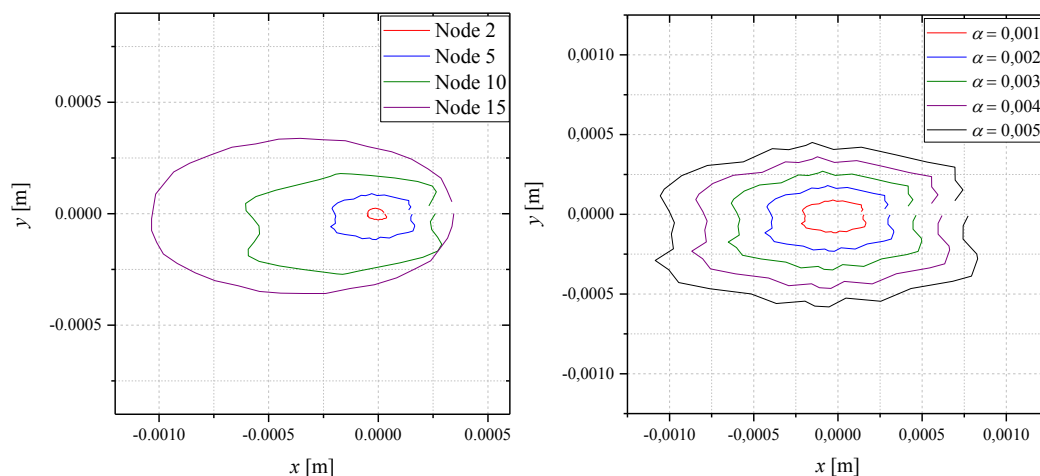 Node 2
Node 5
Node 10
Node 15
0.0005
0.0000
-0.0005
y [m]
-0.0010
-0.0005
0.0000
0.0005
x [m]
α = 0,001
α = 0,002
α = 0,003
α = 0,004
α = 0,005
0,0010
0,0005
0,0000
-0,0005
-0,0010
y [m]
-0,0010
-0,0005
0,0000
0,0005
0,0010
x [m]